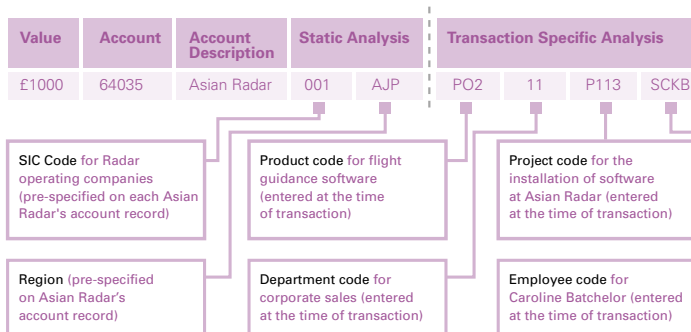 Value Account Account Description Static Analysis Transaction Specific Analysis
£1000 64035 Asian Radar 001 AJP PO2 11 P113 SCKB
SIC Code for Radar
operating companies
(pre-specified on each Asian
Radar's account record)
Product code for flight
guidance software
(entered at the time
of transaction)
Project code for the
installation of software
at Asian Radar (entered
at the time of transaction)
Region (pre-specified
on Asian Radar's
account record)
Department code for
corporate sales (entered
at the time of transaction)
Employee code for
Caroline Batchelor (entered
at the time of transaction)